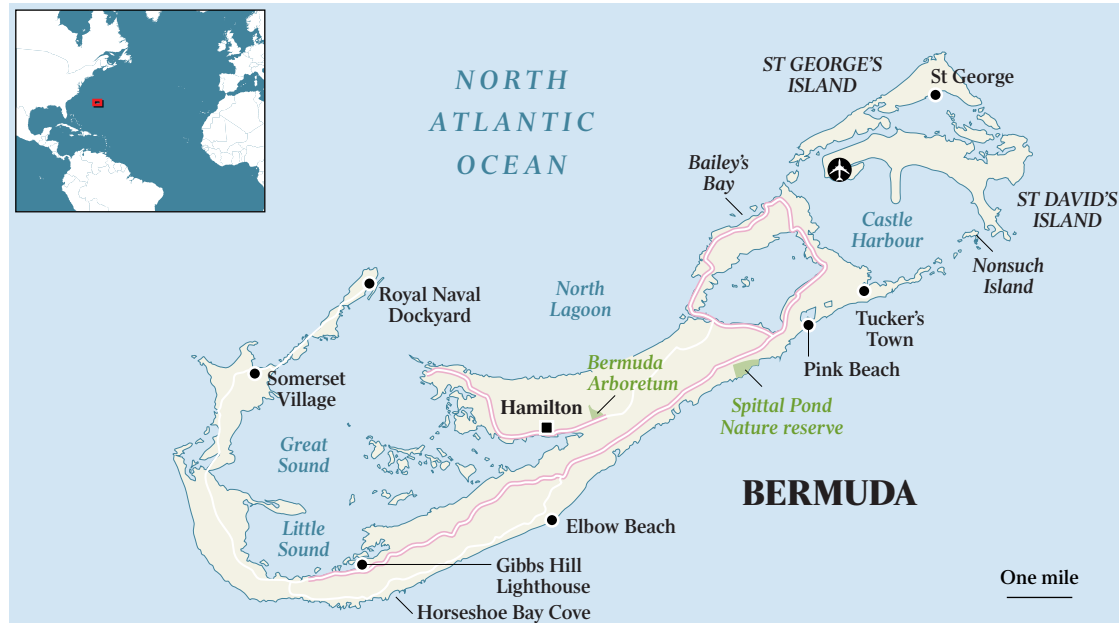 NORTH
ATLANTIC
OCEAN
ST GEORGE'S
ISLAND
St George
Bailey's
Bay
ST DAVID'S
ISLAND
Castle
Harbour
Nonsuch
Island
Royal Naval
Dockyard
North
Lagoon
Tucker's
Town
Pink Beach
Somerset
Village
Bermuda
Arboretum
Hamilton
Spittal Pond
Nature reserve
Great
Sound
BERMUDA
Little
Sound
Elbow Beach
Gibbs Hill
Lighthouse
Horseshoe Bay Cove
One mile